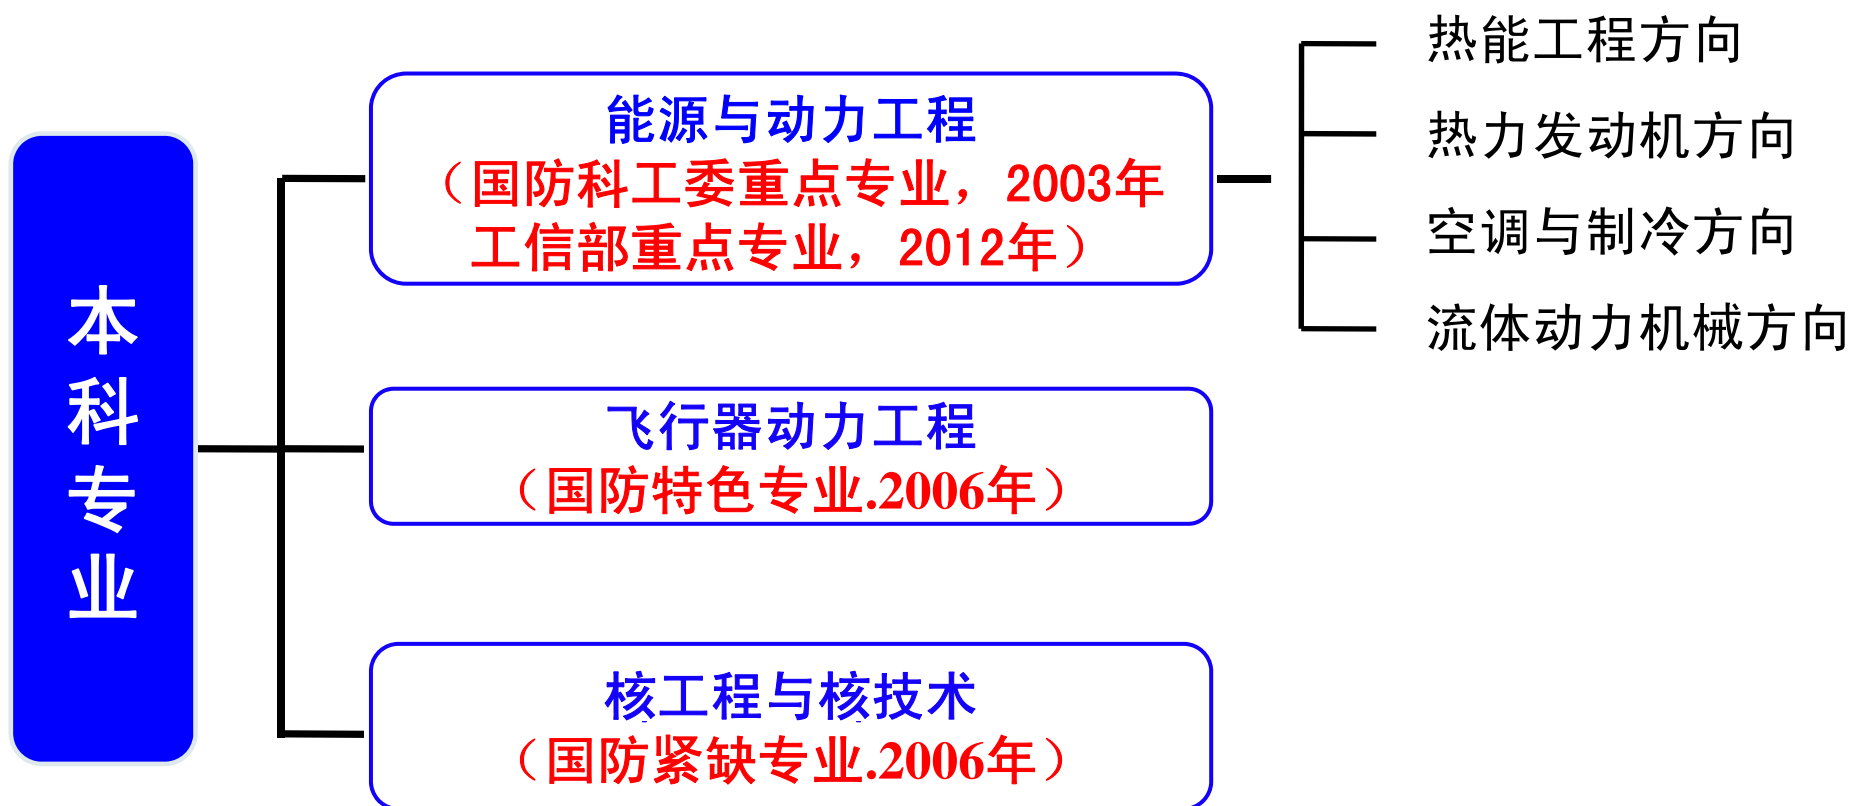 本科专业
能源与动力工程
（国防科工委重点专业，2003年
工信部重点专业，2012年）
热能工程方向
热力发动机方向
空调与制冷方向
流体动力机械方向
飞行器动力工程
（国防特色专业.2006年）
核工程与核技术
（国防紧缺专业.2006年）